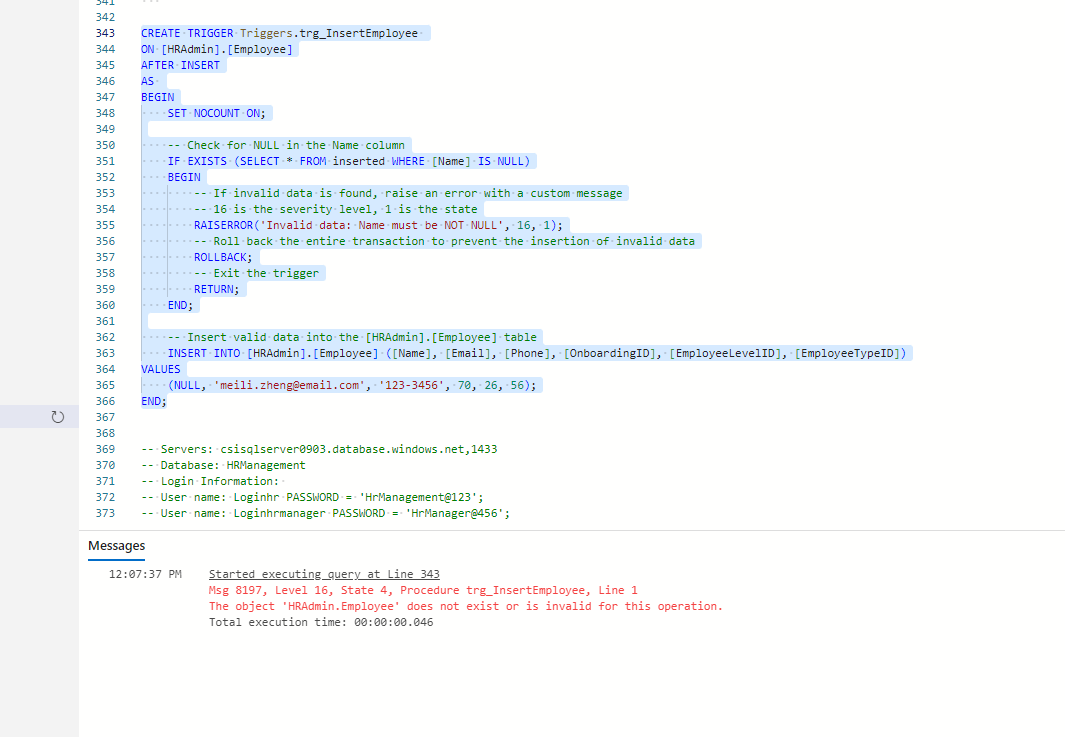 341
342
343 CREATE TRIGGER Triggers.trg_InsertEmployee
344 ON [HRAdmin].[Employee]
345 AFTER INSERT
346 AS
347 BEGIN
348 SET NOCOUNT ON;
349
350 -- Check for NULL in the Name column
351 IF EXISTS (SELECT * FROM inserted WHERE [Name] IS NULL)
352 BEGIN
353 -- If invalid data is found, raise an error with a custom message
354 -- 16 is the severity level, 1 is the state
355 RAISERROR('Invalid data: Name must be NOT NULL', 16, 1);
356 -- Roll back the entire transaction to prevent the insertion of invalid data
357 ROLLBACK;
358 -- Exit the trigger
359 RETURN;
360 END;
361
362 -- Insert valid data into the [HRAdmin].[Employee] table
363 INSERT INTO [HRAdmin].[Employee] ([Name], [Email], [Phone], [OnboardingID], [EmployeeLevelID], [EmployeeTypeID])
364 VALUES
365 (NULL, 'meili.zheng@email.com', '123-3456', 70, 26, 56);
366 END;
367
368
369 -- Servers: csisqlserver0903.database.windows.net,1433
370 -- Database: HRManagement
371 -- Login Information:
372 -- User name: Loginhr PASSWORD = 'HrManagement@123';
373 -- User name: Loginhrmanager PASSWORD = 'HrManager@456';
Messages
12:07:37 PM Started executing query at Line 343
Msg 8197, Level 16, State 4, Procedure trg_InsertEmployee, Line 1
The object 'HRAdmin.Employee' does not exist or is invalid for this operation.
Total execution time: 00:00:00.046